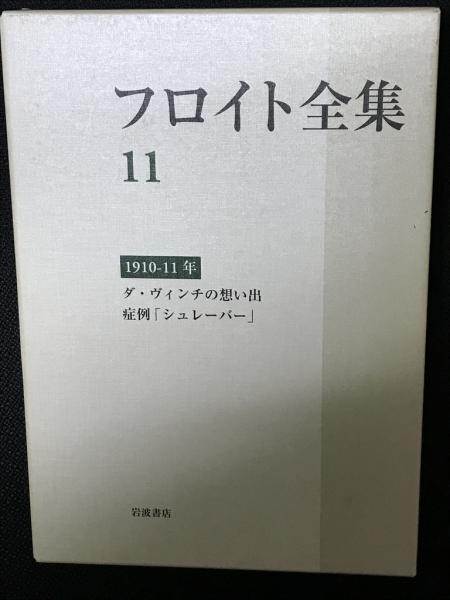 フロイト全集
11
1910-11年
ダ・ヴィンチの想い出
症例「シュレーバー」
岩波書店